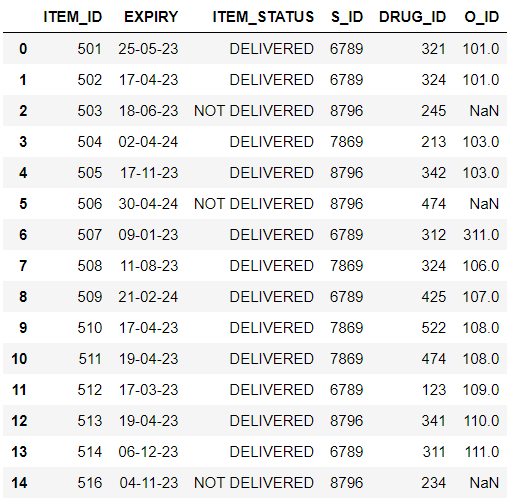 ITEM_ID EXPIRY ITEM_STATUS S_ID DRUG_ID O_ID
0 501 25-05-23 DELIVERED 6789 321 101.0
1 502 17-04-23 DELIVERED 6789 324 101.0
2 503 18-06-23 NOT DELIVERED 8796 245 NaN
3 504 02-04-24 DELIVERED 7869 213 103.0
4 505 17-11-23 DELIVERED 8796 342 103.0
5 506 30-04-24 NOT DELIVERED 8796 474 NaN
6 507 09-01-23 DELIVERED 6789 312 311.0
7 508 11-08-23 DELIVERED 7869 324 106.0
8 509 21-02-24 DELIVERED 6789 425 107.0
9 510 17-04-23 DELIVERED 7869 522 108.0
10 511 19-04-23 DELIVERED 7869 474 108.0
11 512 17-03-23 DELIVERED 6789 123 109.0
12 513 19-04-23 DELIVERED 8796 341 110.0
13 514 06-12-23 DELIVERED 6789 311 111.0
14 516 04-11-23 NOT DELIVERED 8796 234 NaN